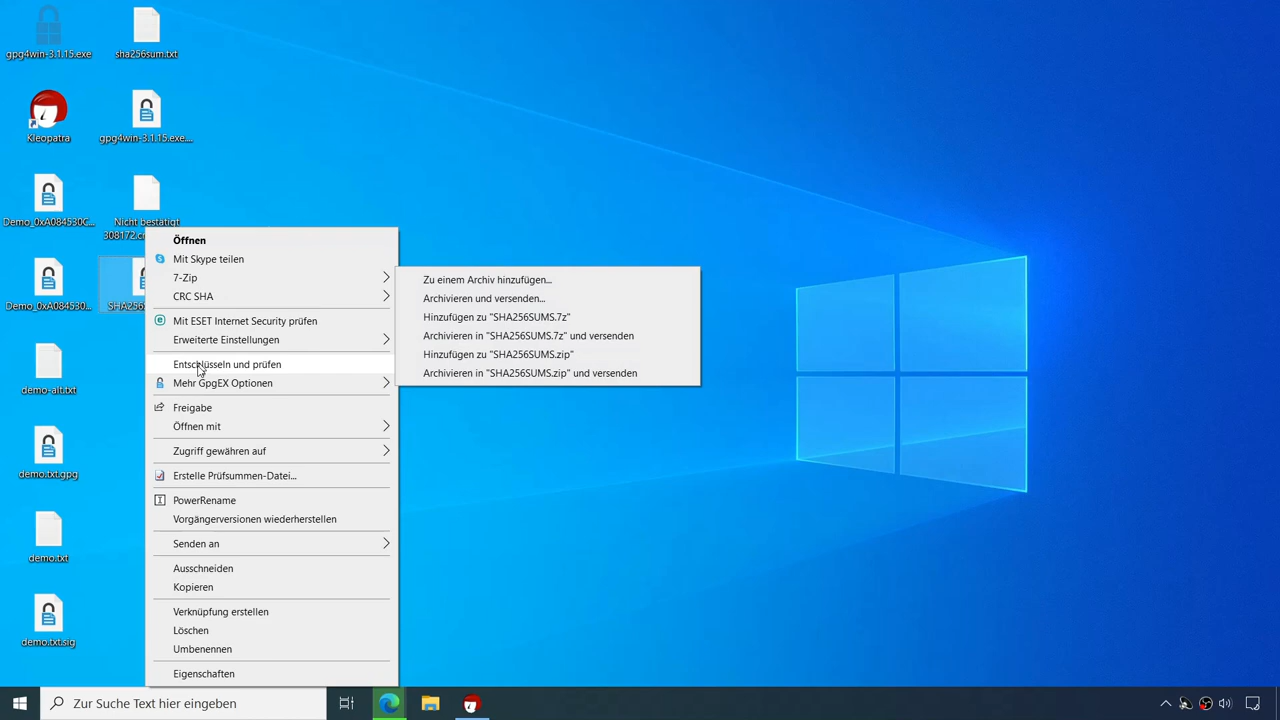 gpg4win-3.1.15.exe
sha256sum.txt
Kleopatra
gpg4win-3.1.15.exe....
Demo_0xA084530C...
Nicht bestätigt
308172.c
Demo_0xA084530...
SHA256S
demo-alt.txt
demo.txt.gpg
demo.txt
demo.txt.sig
Öffnen
Mit Skype teilen
7-Zip
CRC SHA
Mit ESET Internet Security prüfen
Erweiterte Einstellungen
Entschlüsseln und prüfen
Mehr GpgEX Optionen
Freigabe
Öffnen mit
Zugriff gewähren auf
Erstelle Prüfsummen-Datei...
PowerRename
Vorgängerversionen wiederherstellen
Senden an
Ausschneiden
Kopieren
Verknüpfung erstellen
Löschen
Umbenennen
Eigenschaften
Zu einem Archiv hinzufügen...
Archivieren und versenden...
Hinzufügen zu "SHA256SUMS.7z"
Archivieren in "SHA256SUMS.7z" und versenden
Hinzufügen zu "SHA256SUMS.zip"
Archivieren in "SHA256SUMS.zip" und versenden
Zur Suche Text hier eingeben